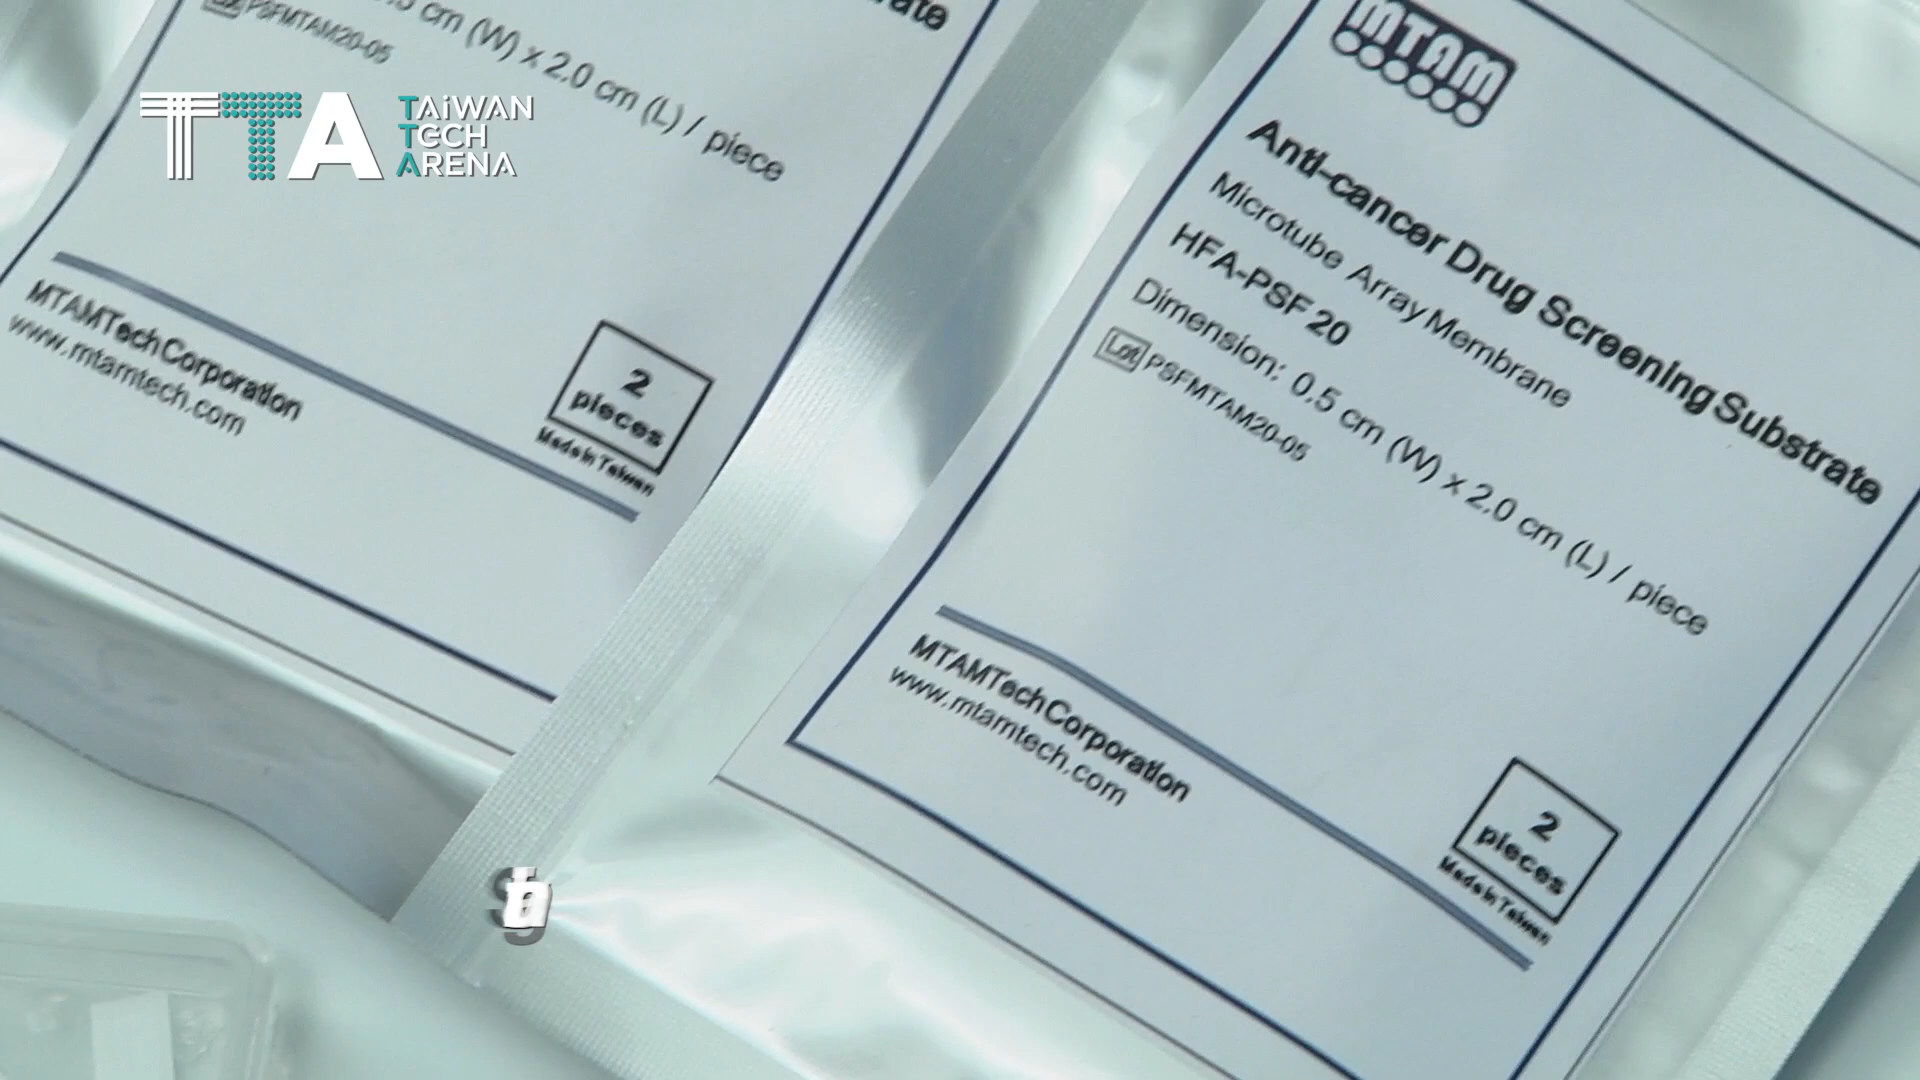 TTA
TAiWAN
TECH
ARENA
cm (W) x 2.0 cm (L) / piece
PSFMTAM20-05
MTAMTech Corporation
www.mtamtech.com
2
pieces
Made in Taiwan
MTAM
Anti-cancer Drug Screening Substrate
Microtube Array Membrane
HFA-PSF 20
Dimension: 0.5 cm (W) x 2.0 cm (L) / piece
Lot PSFMTAM20-05
MTAMTech Corporation
www.mtamtech.com
2
pieces
Made in Taiwan